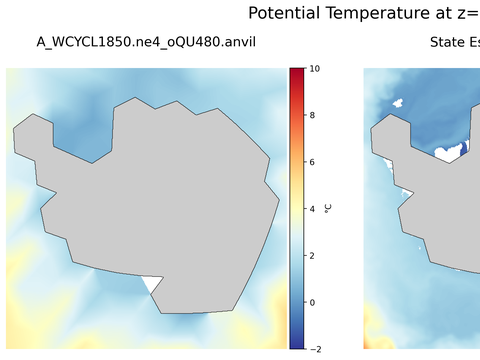 Potential Temperature at z=
A_WCYCL1850.ne4_oQU480.anvil
State Es
10
8
6
4
2
0
−2
°C